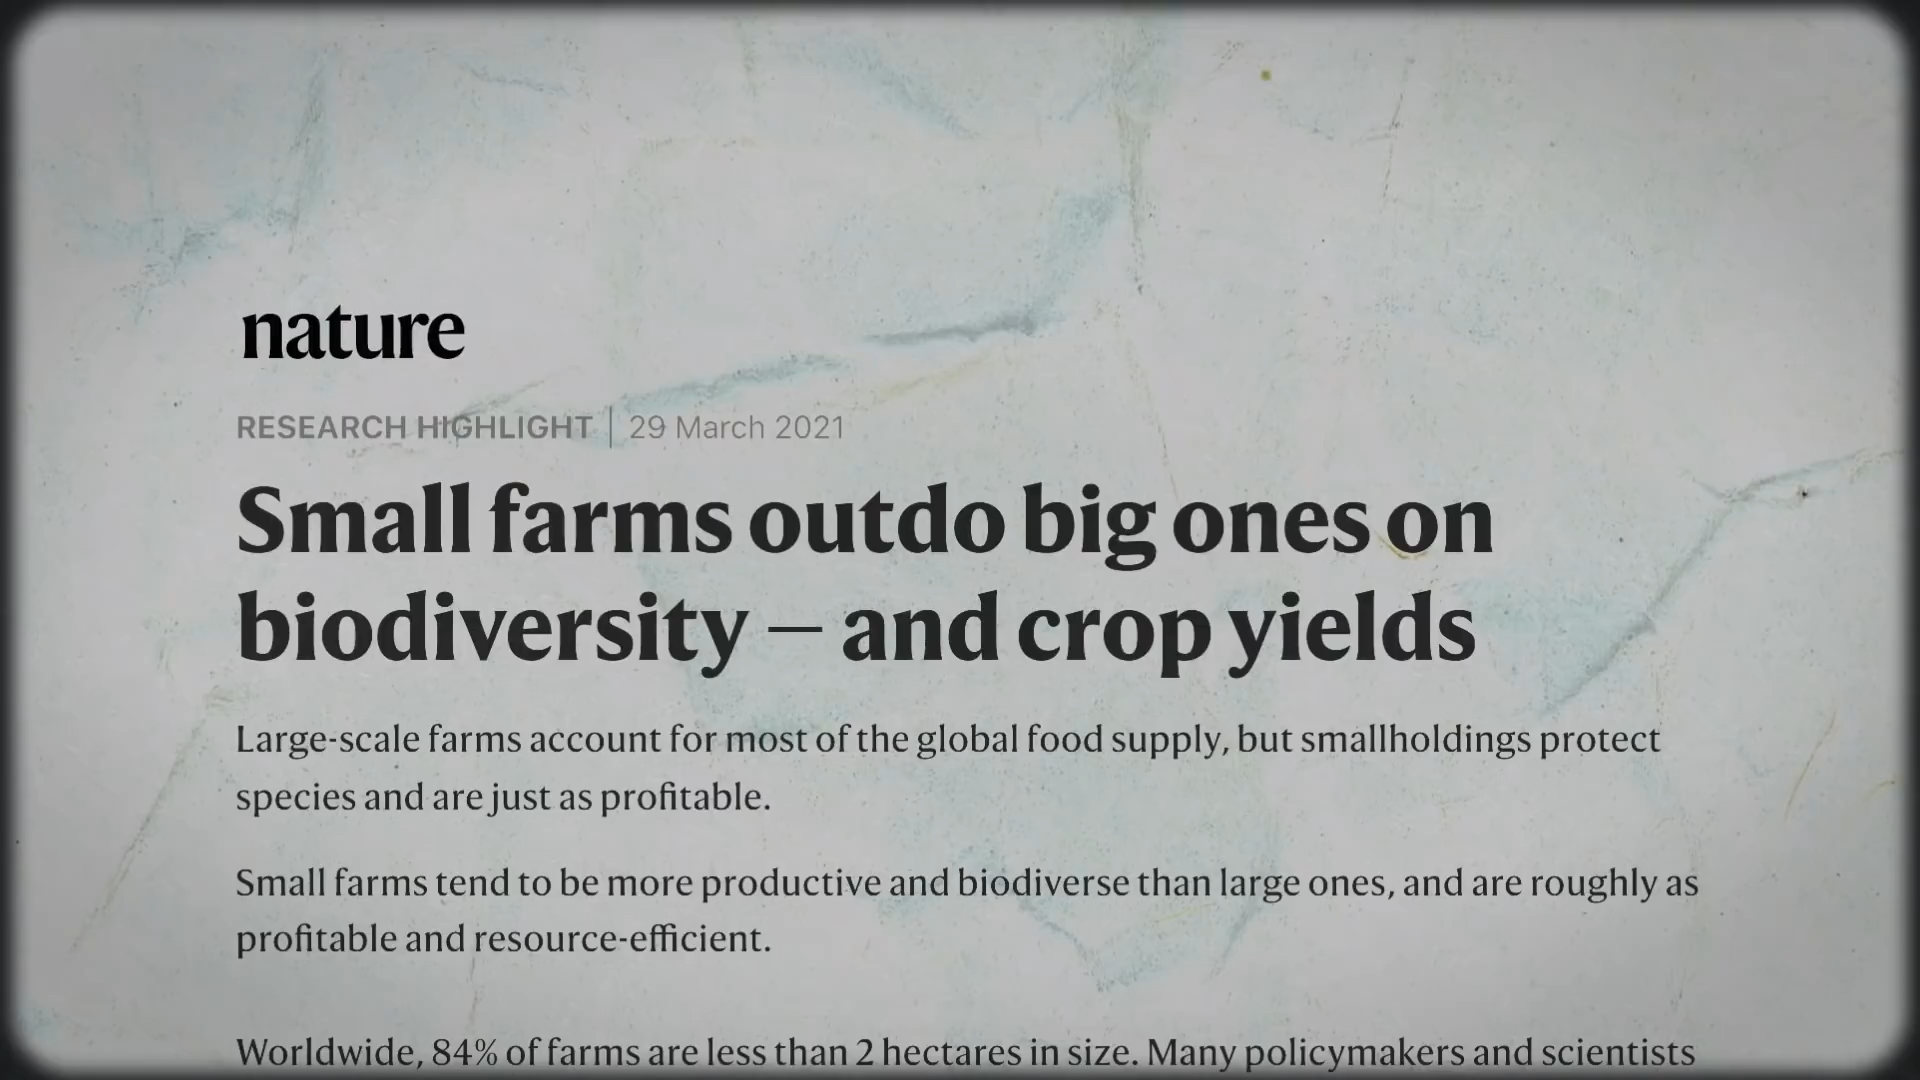 nature
RESEARCH HIGHLIGHT | 29 March 2021
Small farms outdo big ones on
biodiversity — and crop yields
Large-scale farms account for most of the global food supply, but smallholdings protect
species and are just as profitable.
Small farms tend to be more productive and biodiverse than large ones, and are roughly as
profitable and resource-efficient.
Worldwide, 84% of farms are less than 2 hectares in size. Many policymakers and scientists